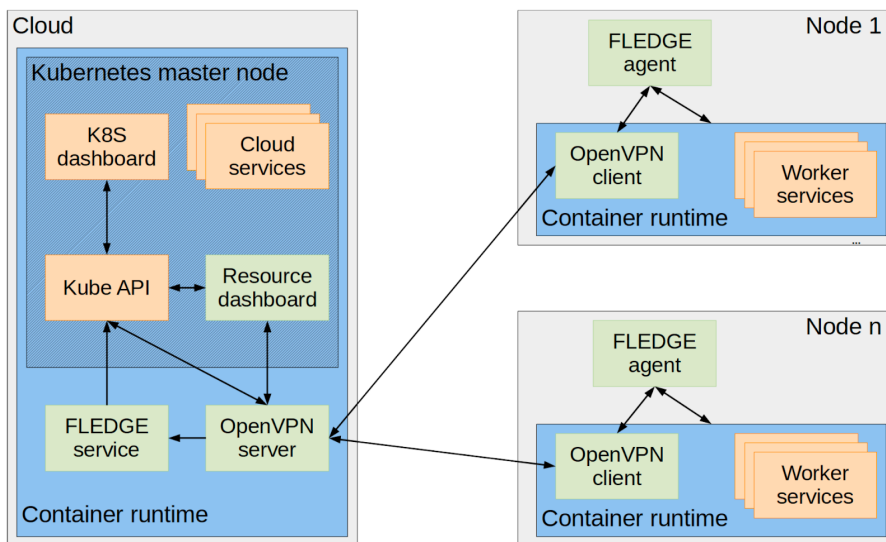 Cloud
Kubernetes master node
K8S
dashboard
Cloud
services
Kube API
Resource
dashboard
FLEDGE
service
OpenVPN
server
Container runtime
Node 1
FLEDGE
agent
OpenVPN
client
Worker
services
Container runtime
...
Node n
FLEDGE
agent
OpenVPN
client
Worker
services
Container runtime